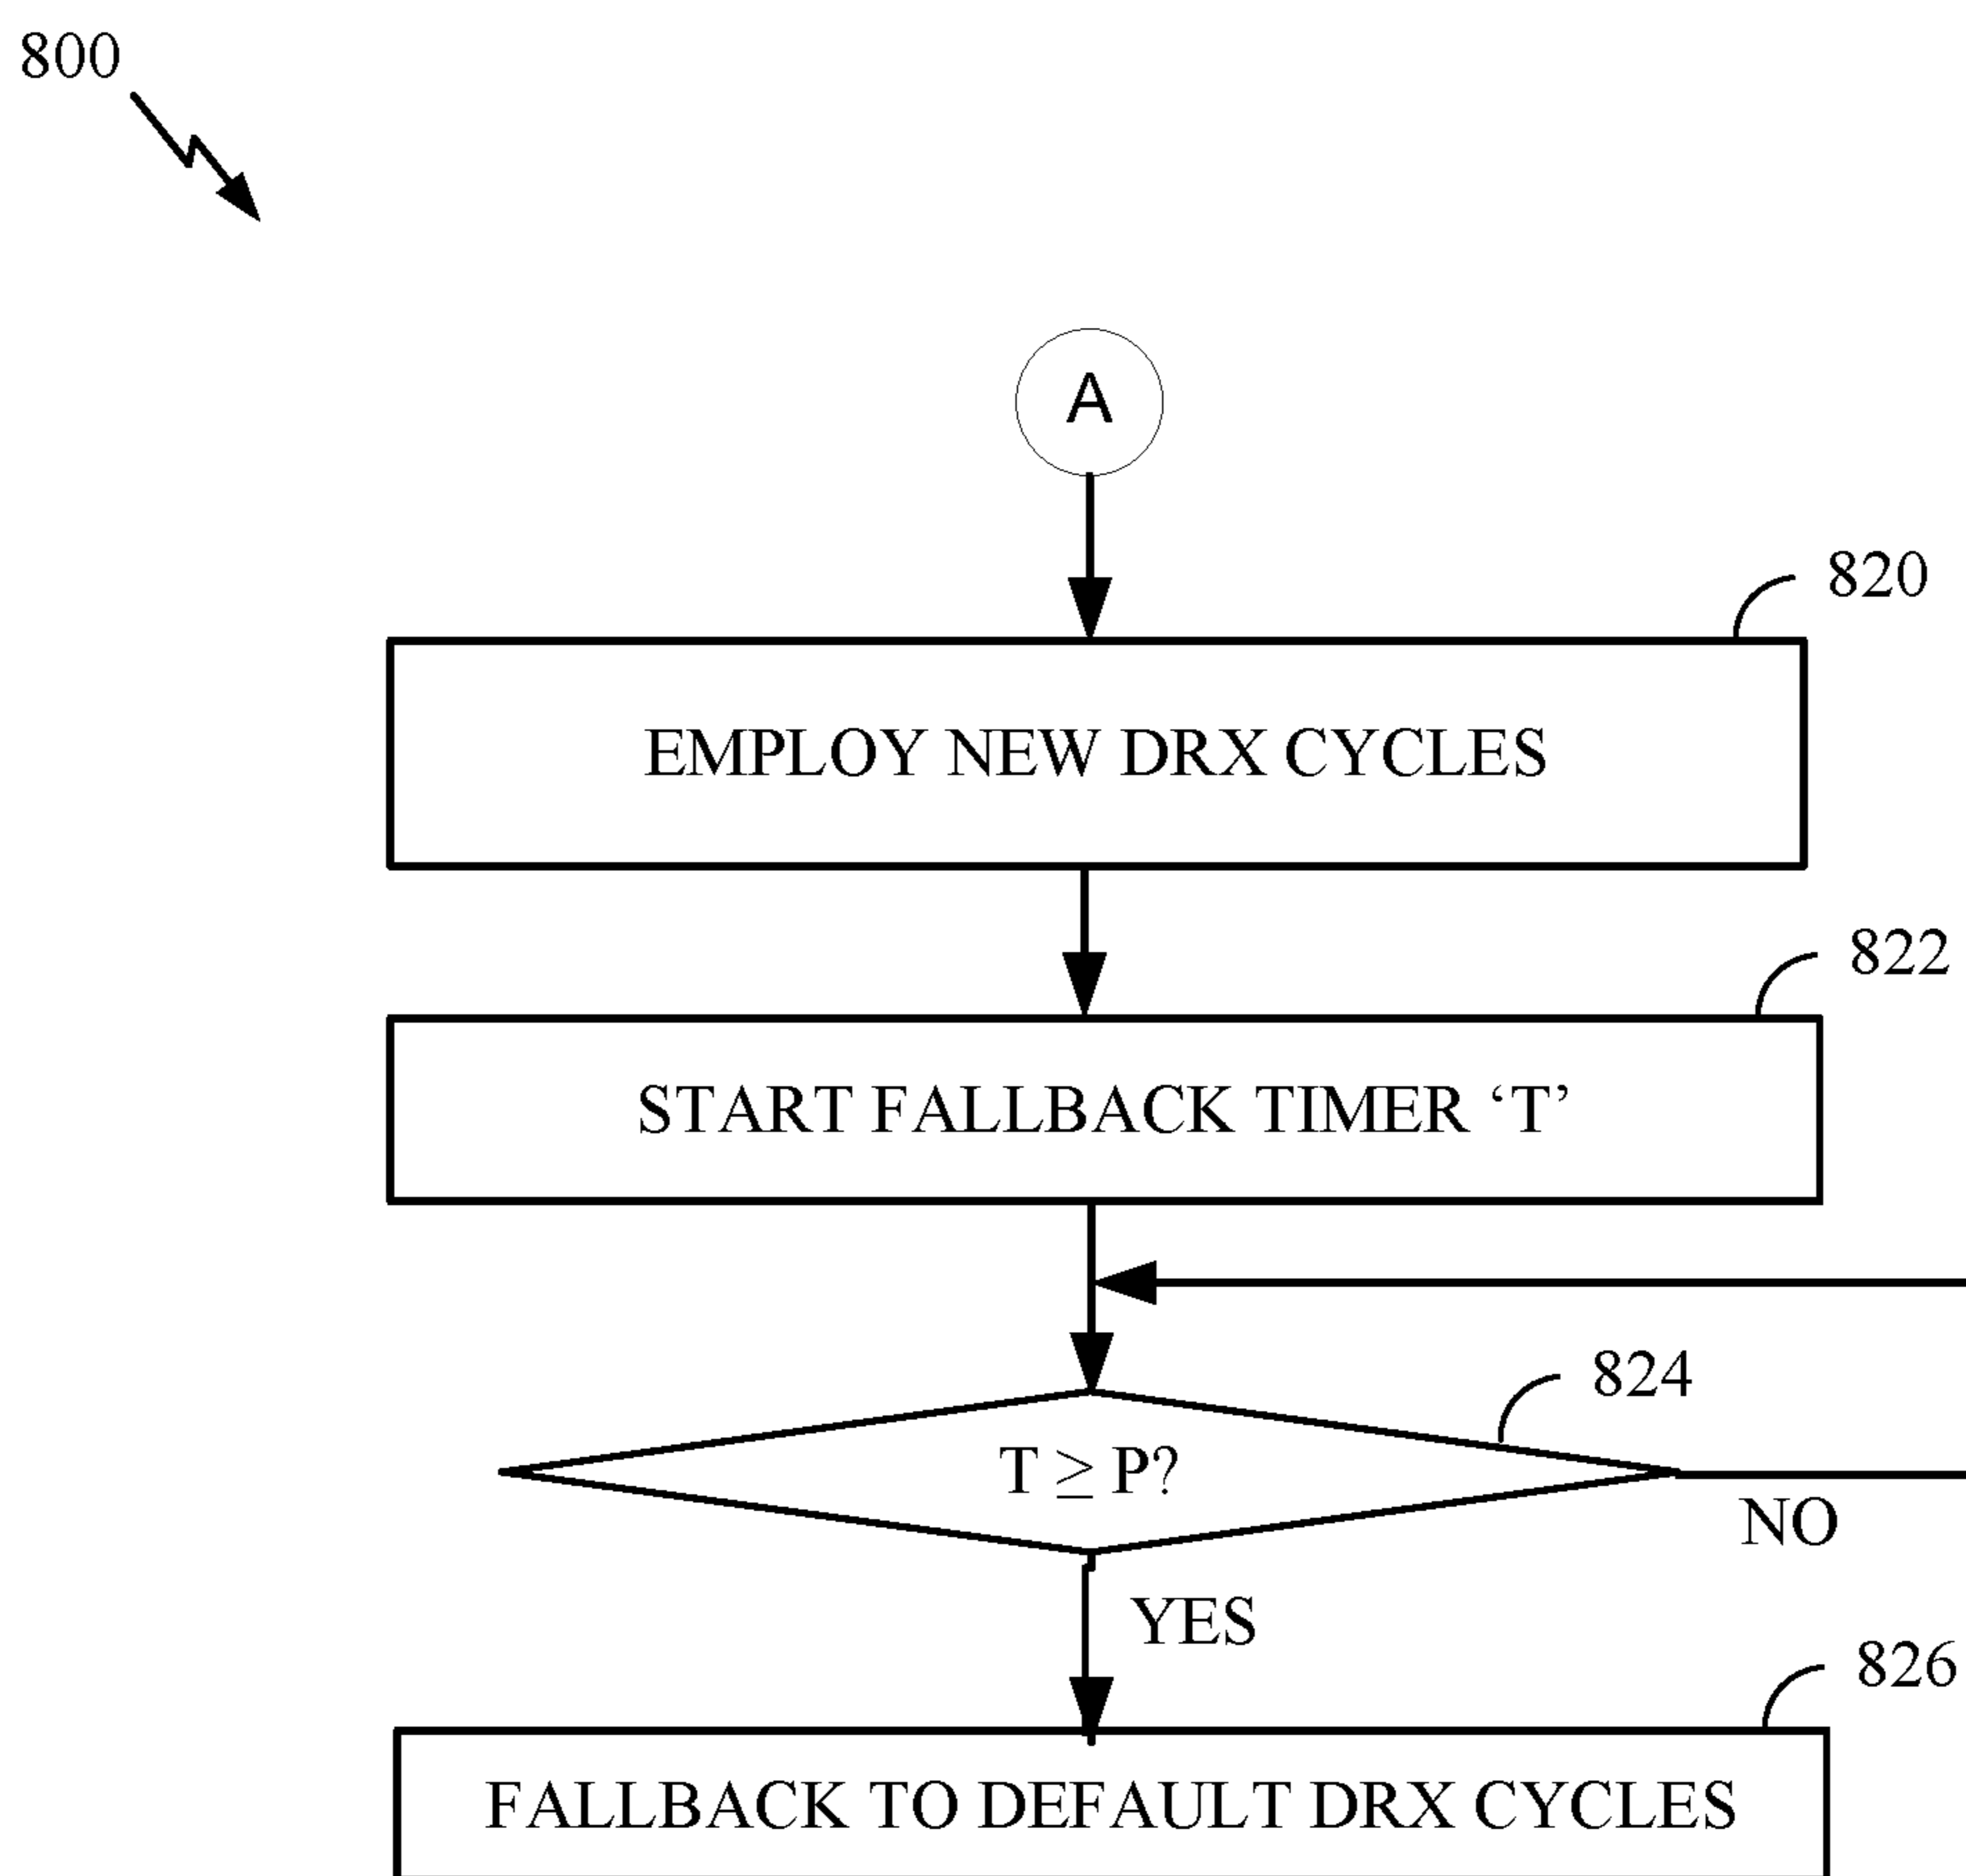 800
A
820
EMPLOY NEW DRX CYCLES
822
START FALLBACK TIMER ‘T’
824
T ≥ P?
NO
YES
826
FALLBACK TO DEFAULT DRX CYCLES